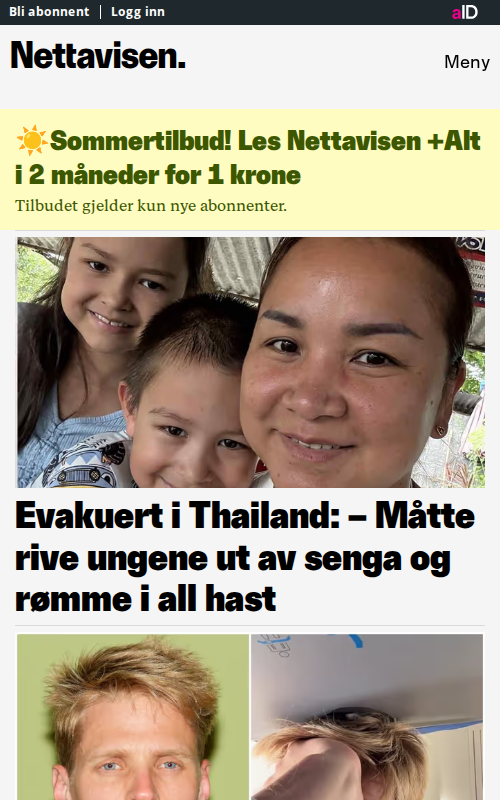 Bli abonnent | Logg inn
aID
Nettavisen.
Meny
☀️Sommertilbud! Les Nettavisen +Alt
i 2 måneder for 1 krone
Tilbudet gjelder kun nye abonnenter.
Evakuert i Thailand: – Måtte
rive ungene ut av senga og
rømme i all hast